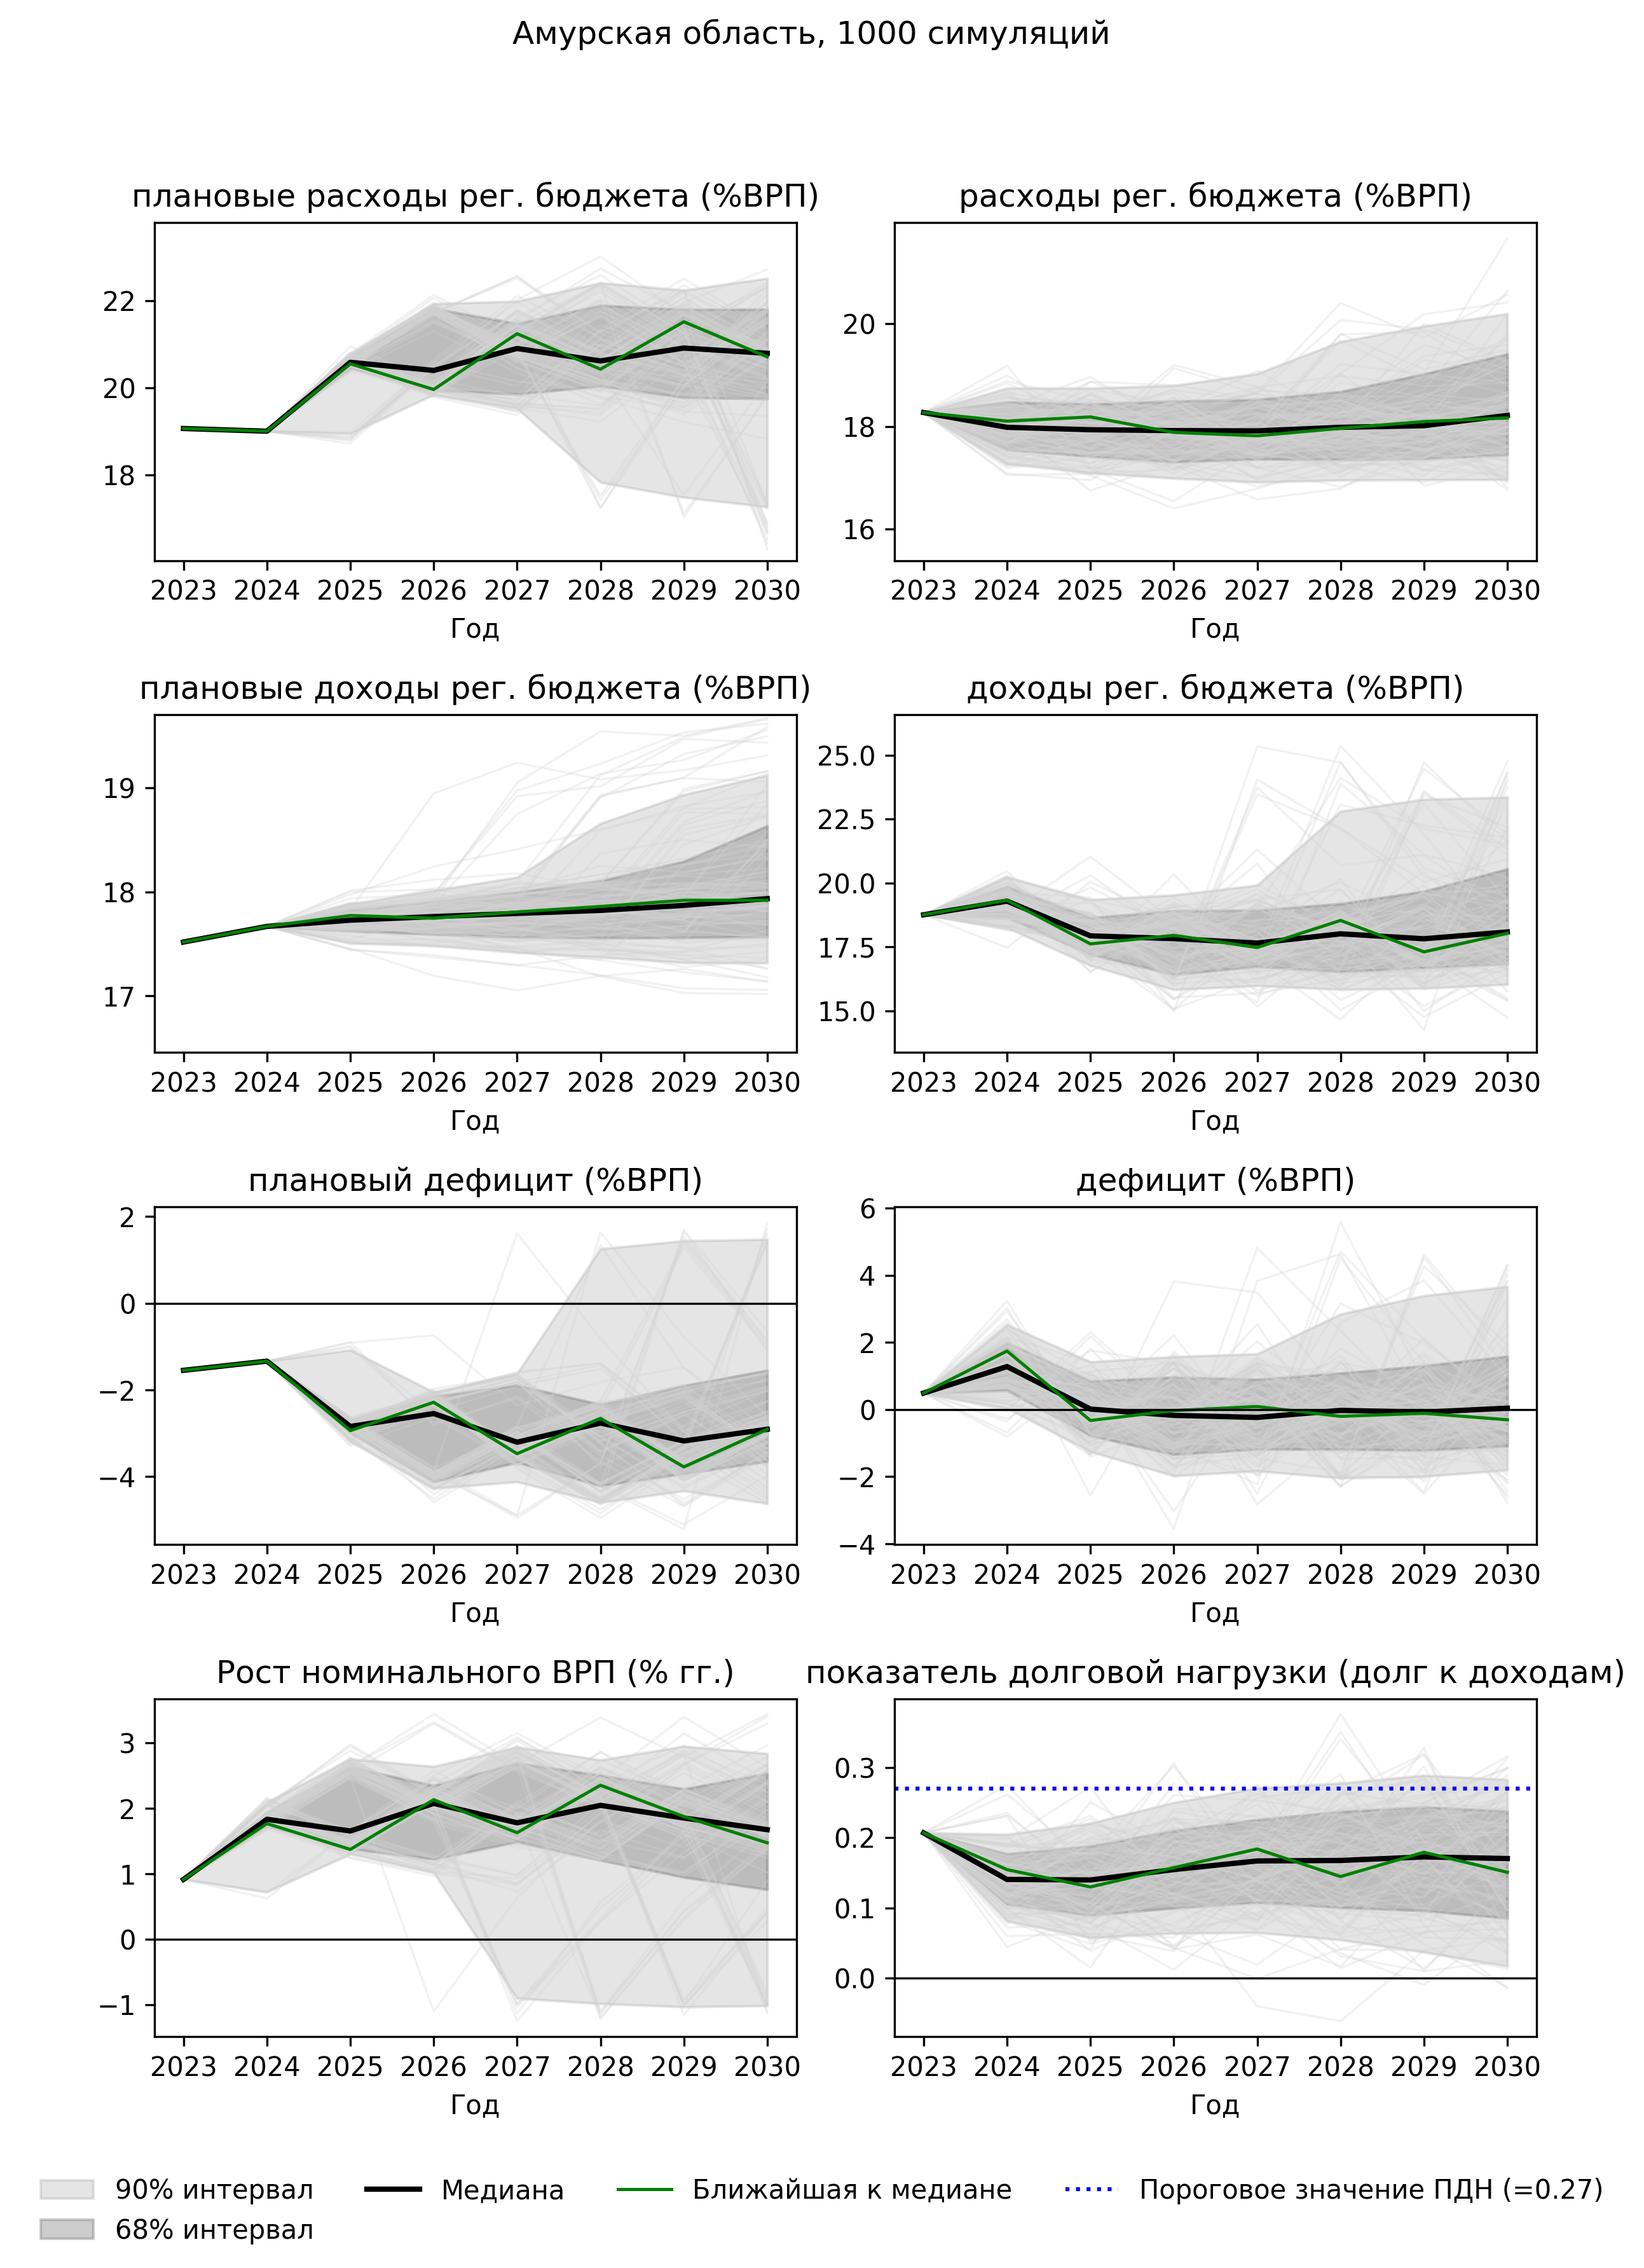 Амурская область, 1000 симуляций
плановые расходы рег. бюджета (%ВРП)
22
20
18
2023 2024 2025 2026 2027 2028 2029 2030
Год
расходы рег. бюджета (%ВРП)
20
18
16
2023 2024 2025 2026 2027 2028 2029 2030
Год
плановые доходы рег. бюджета (%ВРП)
19
18
17
2023 2024 2025 2026 2027 2028 2029 2030
Год
доходы рег. бюджета (%ВРП)
25.0
22.5
20.0
17.5
15.0
2023 2024 2025 2026 2027 2028 2029 2030
Год
плановый дефицит (%ВРП)
2
0
−2
−4
2023 2024 2025 2026 2027 2028 2029 2030
Год
дефицит (%ВРП)
6
4
2
0
−2
−4
2023 2024 2025 2026 2027 2028 2029 2030
Год
Рост номинального ВРП (% гг.)
3
2
1
0
−1
2023 2024 2025 2026 2027 2028 2029 2030
Год
показатель долговой нагрузки (долг к доходам)
0.3
0.2
0.1
0.0
2023 2024 2025 2026 2027 2028 2029 2030
Год
90% интервал
68% интервал
Медиана
Ближайшая к медиане
Пороговое значение ПДН (=0.27)